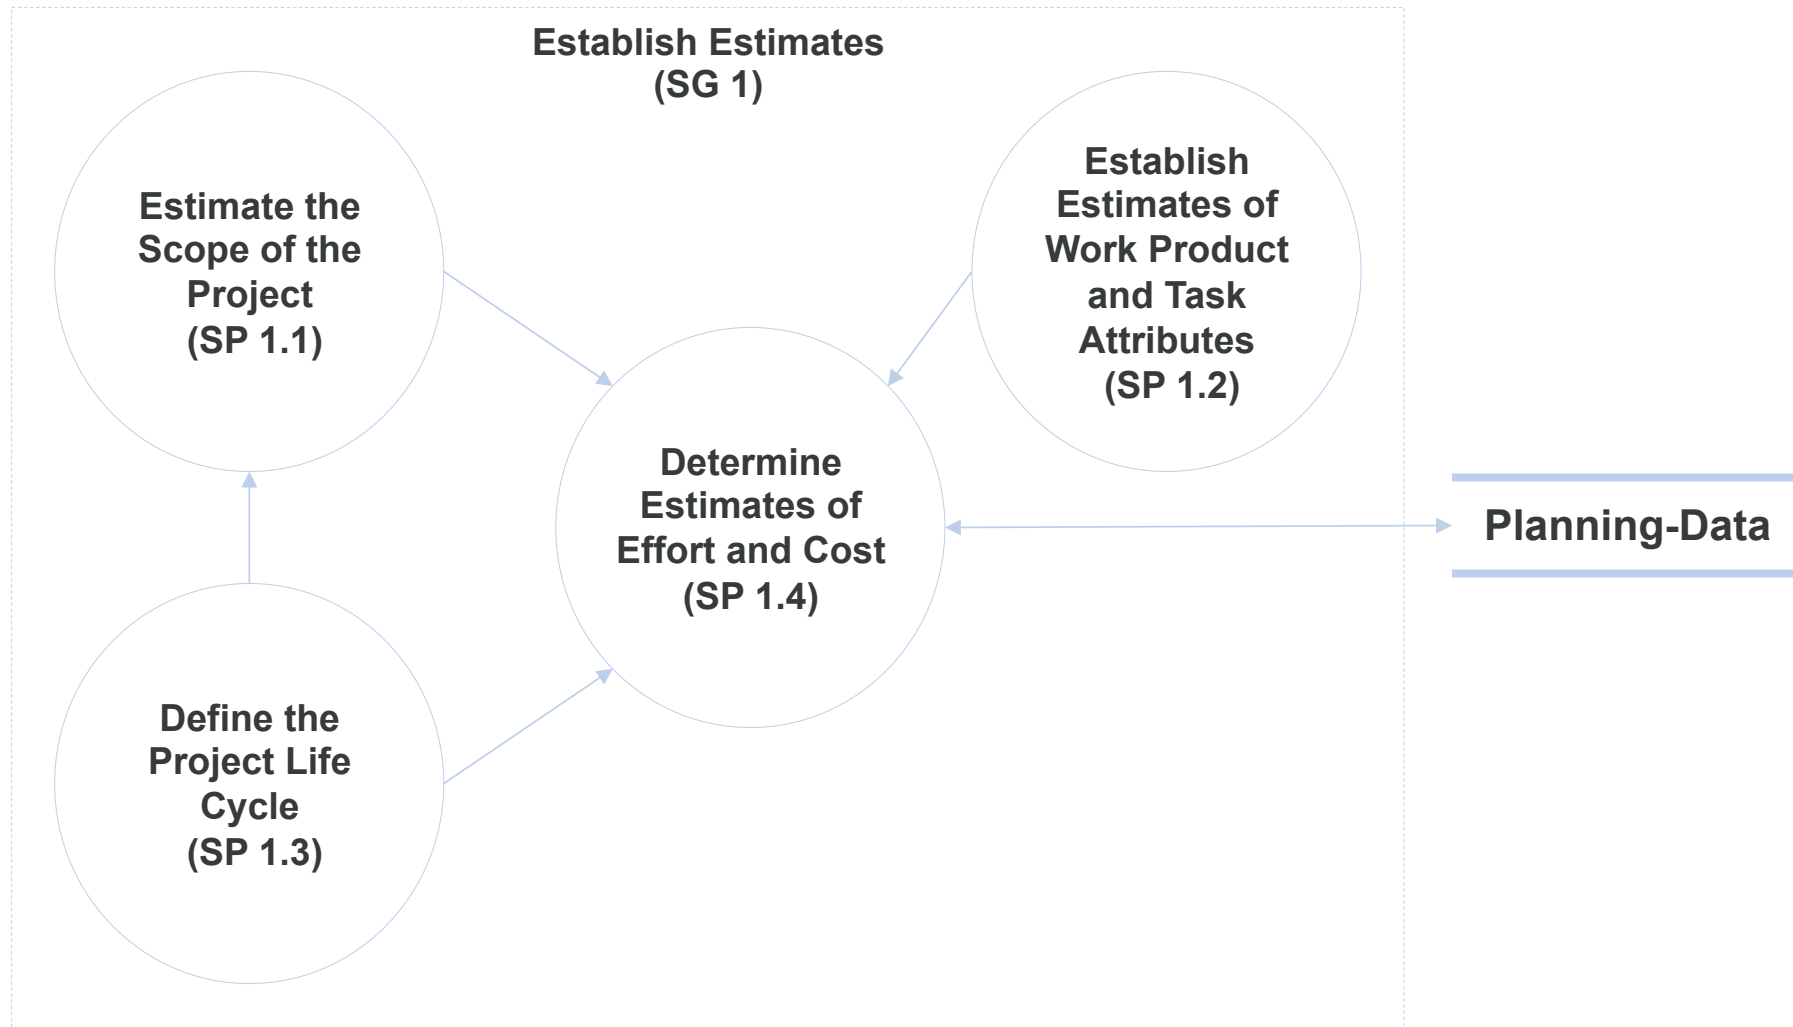 Establish Estimates
(SG 1)
Estimate the
Scope of the
Project
(SP 1.1)
Establish
Estimates of
Work Product
and Task
Attributes
(SP 1.2)
Determine
Estimates of
Effort and Cost
(SP 1.4)
Planning-Data
Define the
Project Life
Cycle
(SP 1.3)